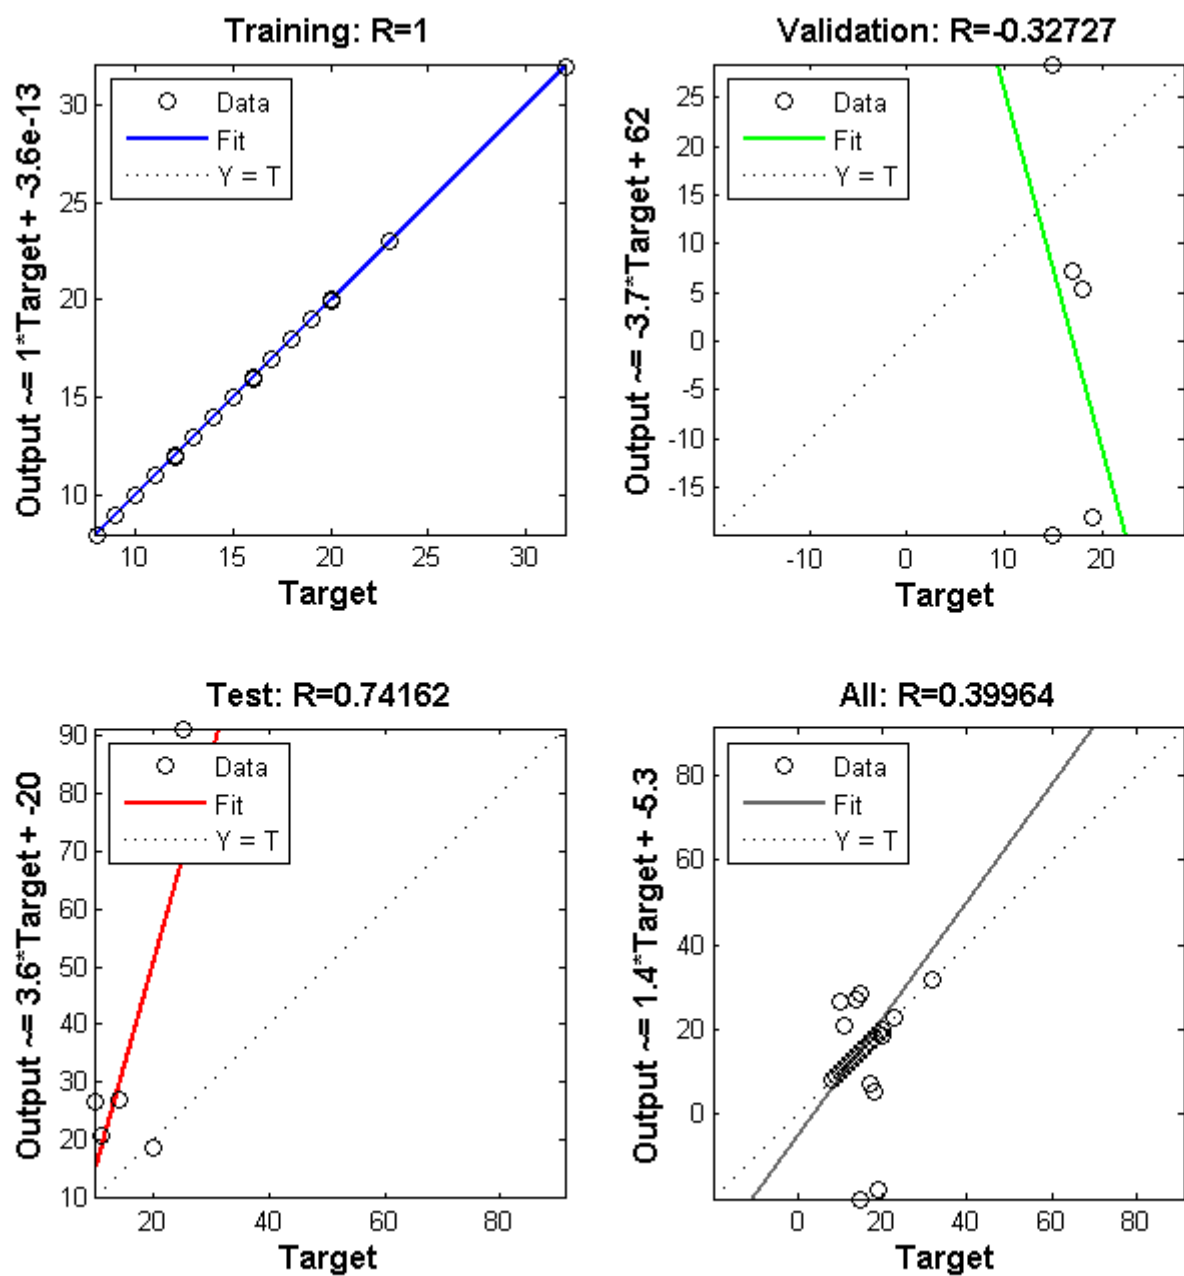 Training: R=1
Output ~= 1*Target + -3.6e-13
Data
Fit
Y = T
30
25
20
15
10
10 15 20 25 30
Target
Validation: R=-0.32727
Output ~= -3.7*Target + 62
Data
Fit
Y = T
25
20
15
10
5
0
-5
-10
-15
-10 0 10 20
Target
Test: R=0.74162
Output ~= 3.6*Target + -20
Data
Fit
Y = T
90
80
70
60
50
40
30
20
10
20 40 60 80
Target
All: R=0.39964
Output ~= 1.4*Target + -5.3
Data
Fit
Y = T
80
60
40
20
0
0 20 40 60 80
Target